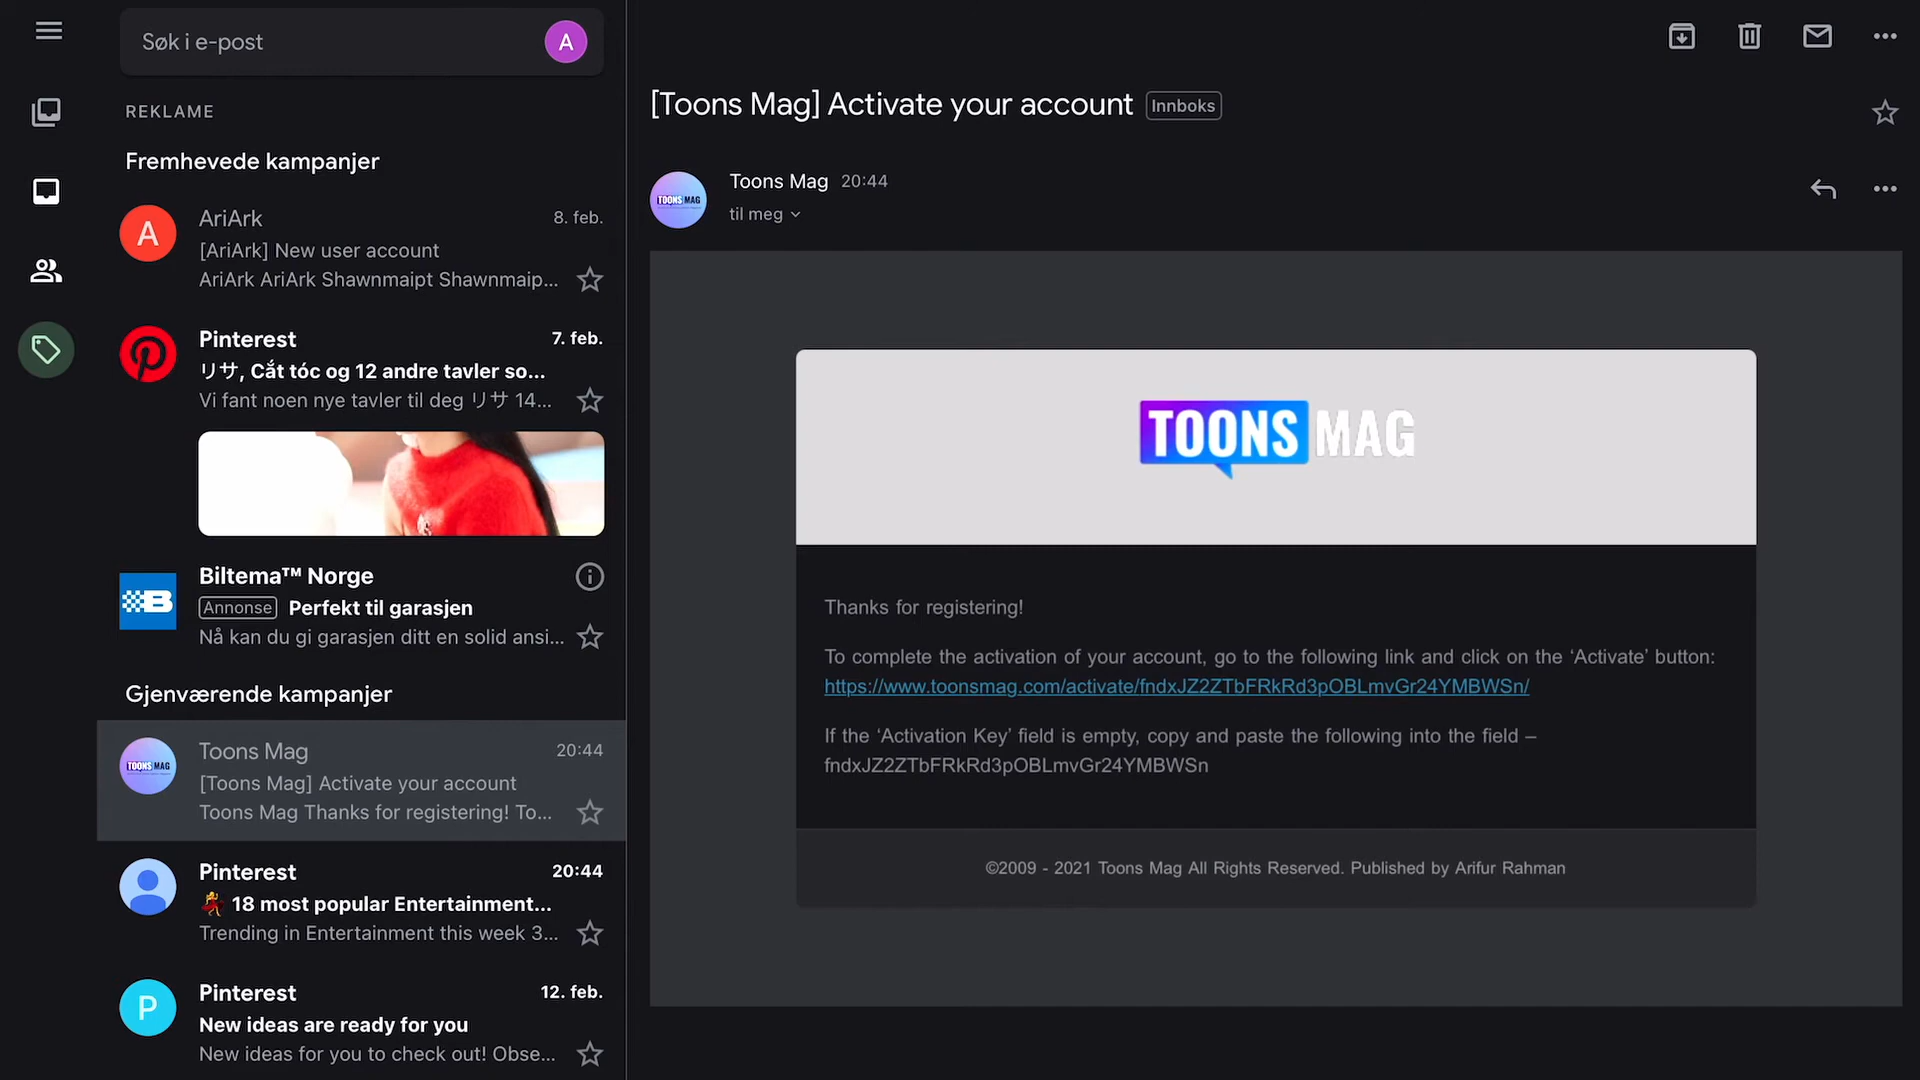 Søk i e-post
A
REKLAME
Fremhevede kampanjer
A
AriArk
8. feb.
[AriArk] New user account
AriArk AriArk Shawnmaipt Shawnmaip...
Pinterest
7. feb.
リサ, Cắt tóc og 12 andre tavler so...
Vi fant noen nye tavler til deg リサ 14...
B
Biltema™ Norge
Annonse Perfekt til garasjen
Nå kan du gi garasjen ditt en solid ansi...
Gjenværende kampanjer
TOONS MAG
Toons Mag
20:44
[Toons Mag] Activate your account
Toons Mag Thanks for registering! To...
Pinterest
20:44
💃 18 most popular Entertainment...
Trending in Entertainment this week 3...
P
Pinterest
12. feb.
New ideas are ready for you
New ideas for you to check out! Obse...
[Toons Mag] Activate your account Innboks
TOONS MAG
Toons Mag 20:44
til meg
TOONS MAG
Thanks for registering!
To complete the activation of your account, go to the following link and click on the ‘Activate’ button:
https://www.toonsmag.com/activate/fndxJZ2ZTbFRkRd3pOBLmvGr24YMBWSn/
If the ‘Activation Key’ field is empty, copy and paste the following into the field –
fndxJZ2ZTbFRkRd3pOBLmvGr24YMBWSn
©2009 - 2021 Toons Mag All Rights Reserved. Published by Arifur Rahman